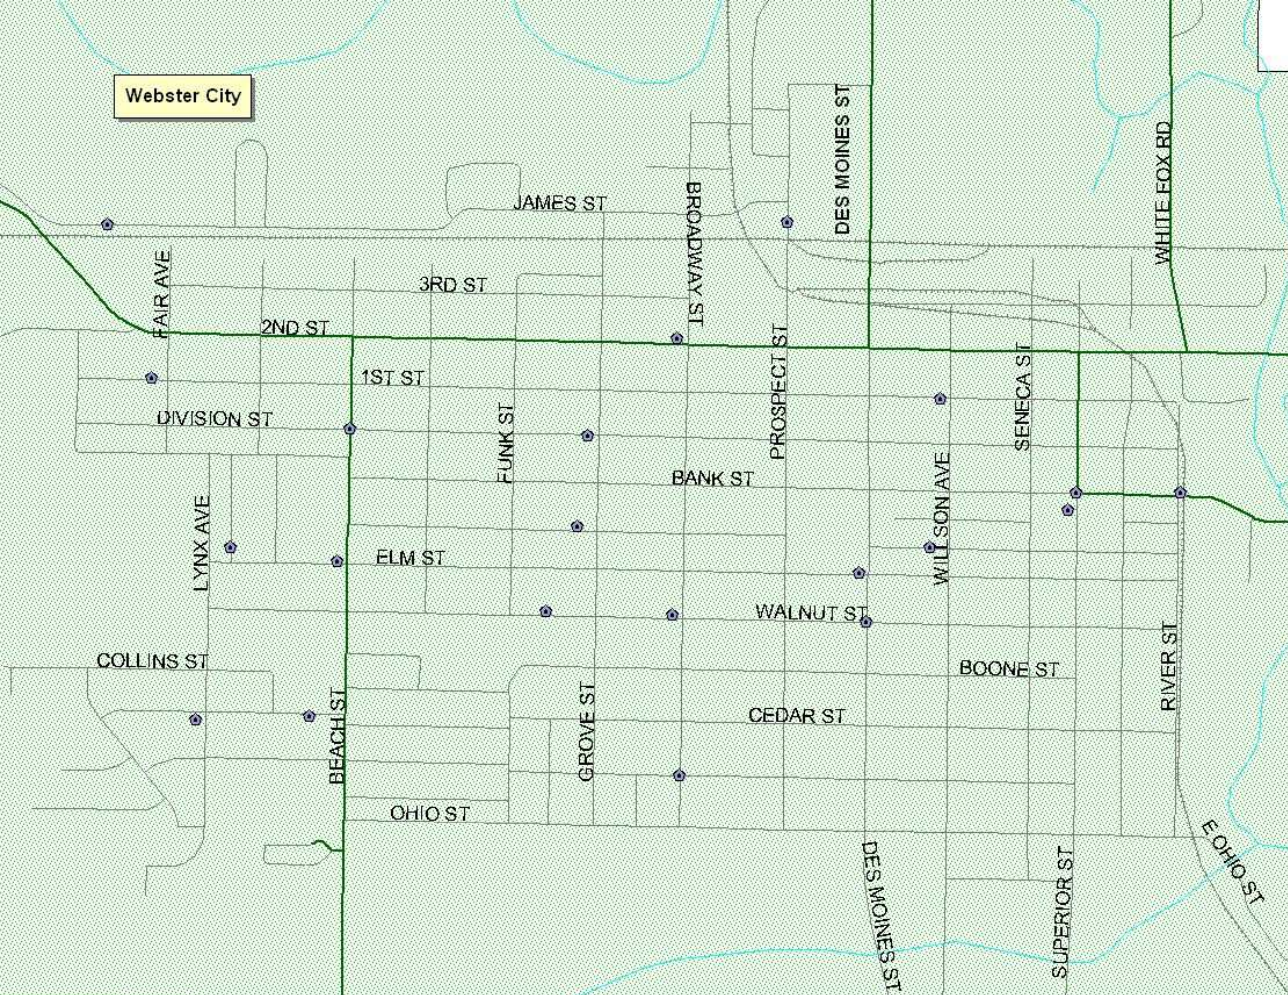 Webster City
DES MOINES ST
WHITE FOX RD
JAMES ST
BROADWAY ST
FAIR AVE
3RD ST
2ND ST
PROSPECT ST
SENECA ST
1ST ST
DIVISION ST
FUNK ST
BANK ST
WILLSON AVE
LYNX AVE
ELM ST
WALNUT ST
COLLINS ST
BOONE ST
RIVER ST
BEACH ST
GROVE ST
CEDAR ST
OHIO ST
DES MOINES ST
SUPERIOR ST
E OHIO ST